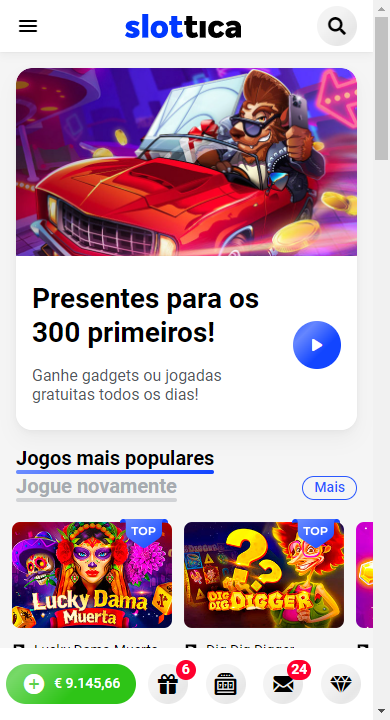 slottica
Presentes para os
300 primeiros!
Ganhe gadgets ou jogadas
gratuitas todos os dias!
Jogos mais populares
Jogue novamente
Mais
TOP
Lucky Dama
Muerta
TOP
DIG
DIG DIGGER
Lucky Dama Muerta
Dig Dig Digger
€ 9.145,66
6
24